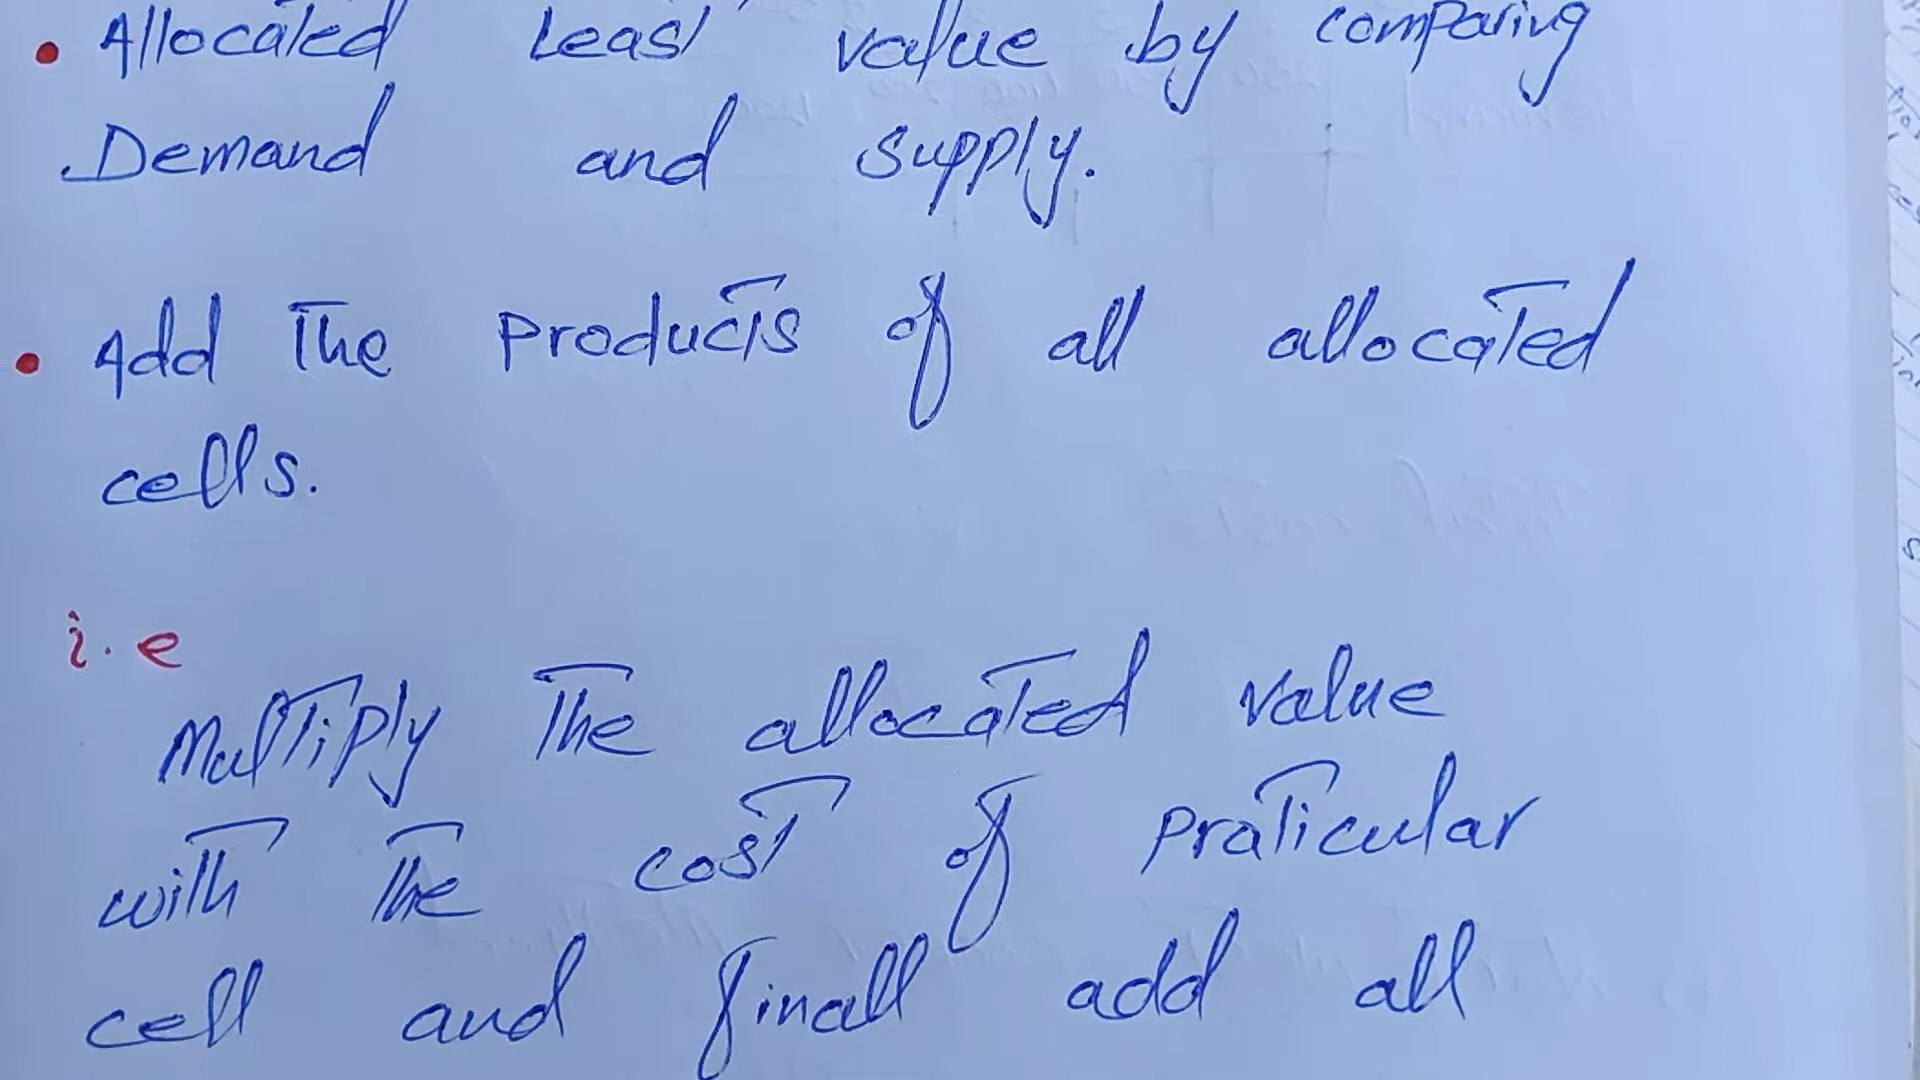 • Allocated Least value by comparing
Demand and supply.
• Add The Products of all allocated
cells.
i.e
Multiply The allocated value
with the cost of praticular
cell and finall add all